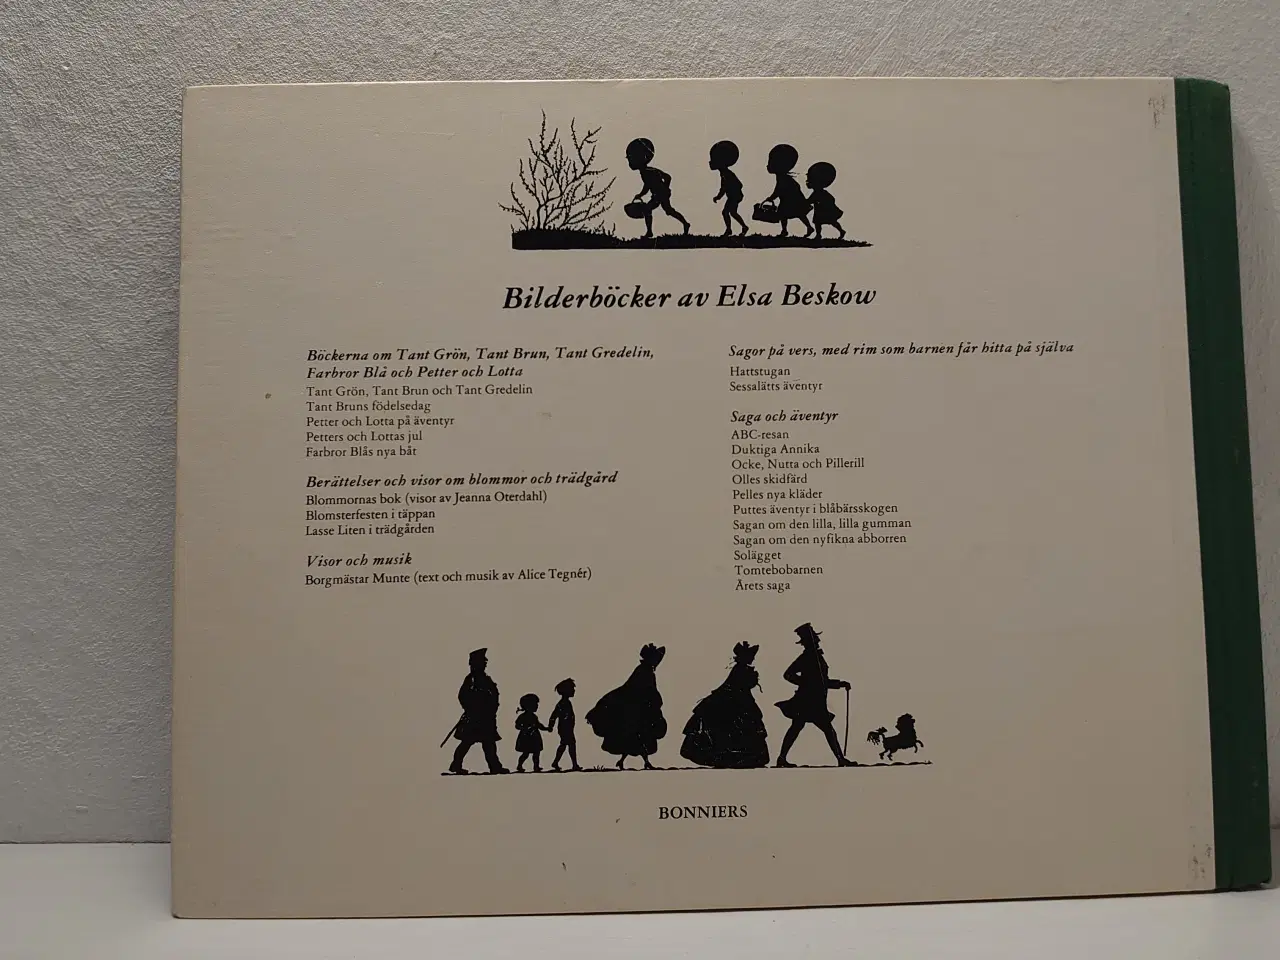 Bilderböcker av Elsa Beskow
Böckerna om Tant Grön, Tant Brun, Tant Gredelin,
Farbror Blå och Petter och Lotta
Tant Grön, Tant Brun och Tant Gredelin
Tant Bruns födelsedag
Petter och Lotta på äventyr
Petters och Lottas jul
Farbror Blås nya båt
Berättelser och visor om blommor och trädgård
Blommornas bok (visor av Jeanna Oterdahl)
Blomsterfesten i täppan
Lasse Liten i trädgården
Visor och musik
Borgmästar Munte (text och musik av Alice Tegnér)
Sagor på vers, med rim som barnen får hitta på själva
Hattstugan
Sessalätts äventyr
Saga och äventyr
ABC-resan
Duktiga Annika
Ocke, Nutta och Pillerill
Olles skidfärd
Pelles nya kläder
Puttes äventyr i blåbärsskogen
Sagan om den lilla, lilla gumman
Sagan om den nyfikna abborren
Solägget
Tomtebobarnen
Årets saga
BONNIERS